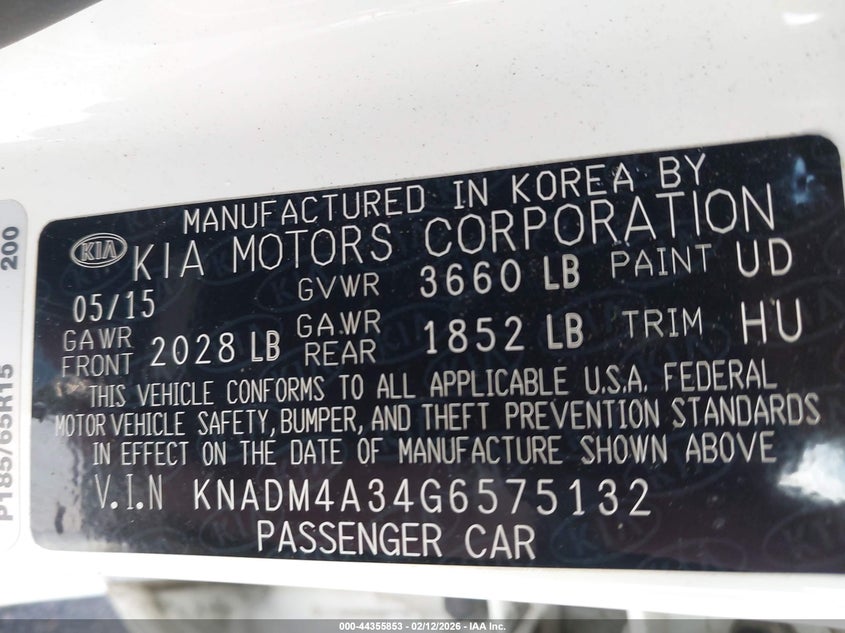 MANUFACTURED IN KOREA BY
KIA KIA MOTORS CORPORATION
05/15 GVWR 3660 LB PAINT UD
GAWR FRONT 2028 LB GAWR REAR 1852 LB TRIM HU
THIS VEHICLE CONFORMS TO ALL APPLICABLE U.S.A. FEDERAL
MOTOR VEHICLE SAFETY, BUMPER, AND THEFT PREVENTION STANDARDS
IN EFFECT ON THE DATE OF MANUFACTURE SHOWN ABOVE
V.I.N KNADM4A34G6575132
PASSENGER CAR
P185/65R15 200
000-44355853 - 02/12/2026 - IAA Inc.